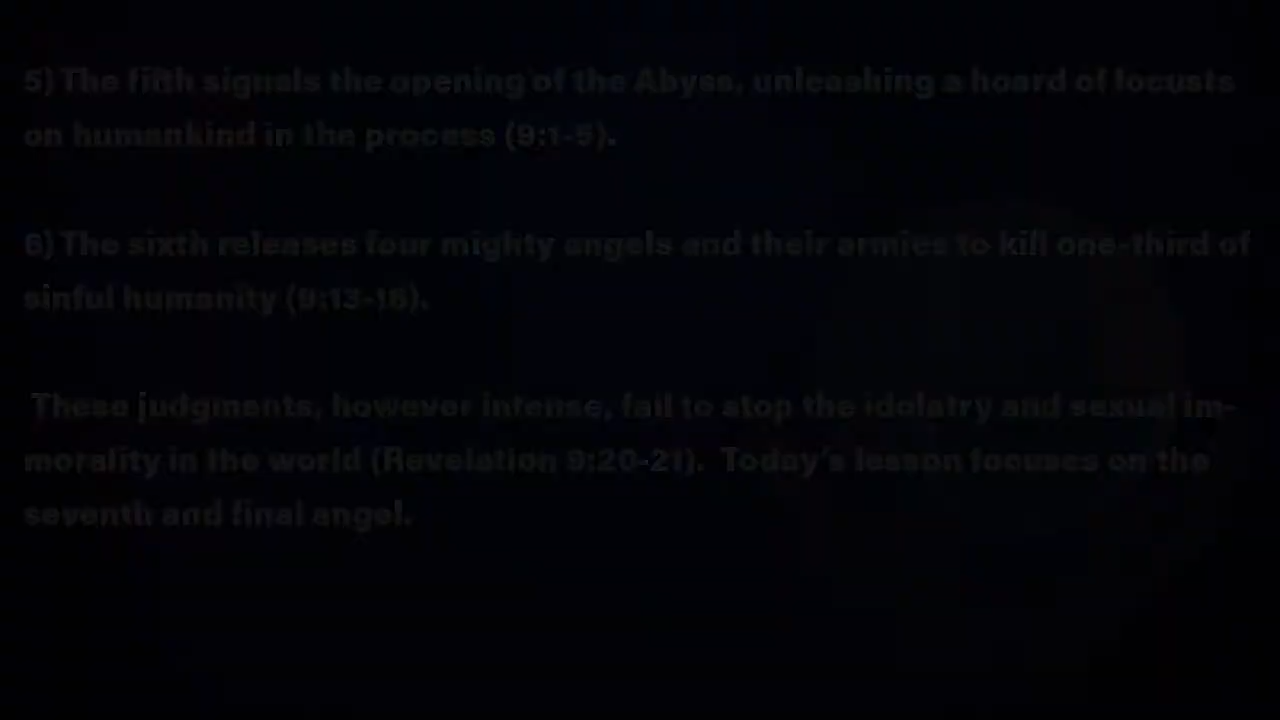 5) The fifth signals the opening of the Abyss, unleashing a hoard of locusts
on humankind in the process (9:1-5).
6) The sixth releases four mighty angels and their armies to kill one-third of
sinful humanity (9:13-16).
These judgments, however intense, fail to stop the idolatry and sexual im-
morality in the world (Revelation 9:20-21).  Today's lesson focuses on the
seventh and final angel.